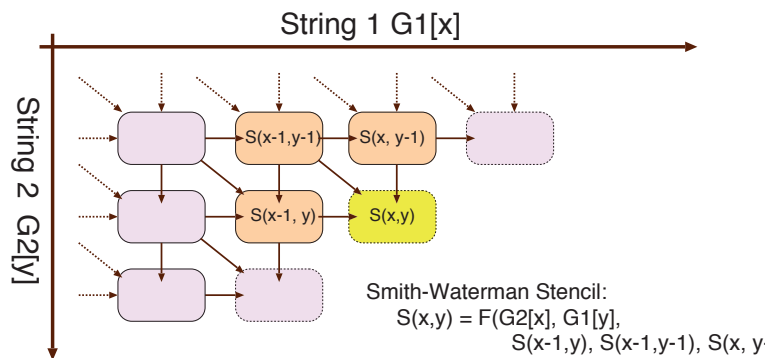 String 1 G1[x]
String 2 G2[y]
S(x-1,y-1)
S(x, y-1)
S(x-1, y)
S(x,y)
Smith-Waterman Stencil:
S(x,y) = F(G2[x], G1[y],
S(x-1,y), S(x-1,y-1), S(x, y-